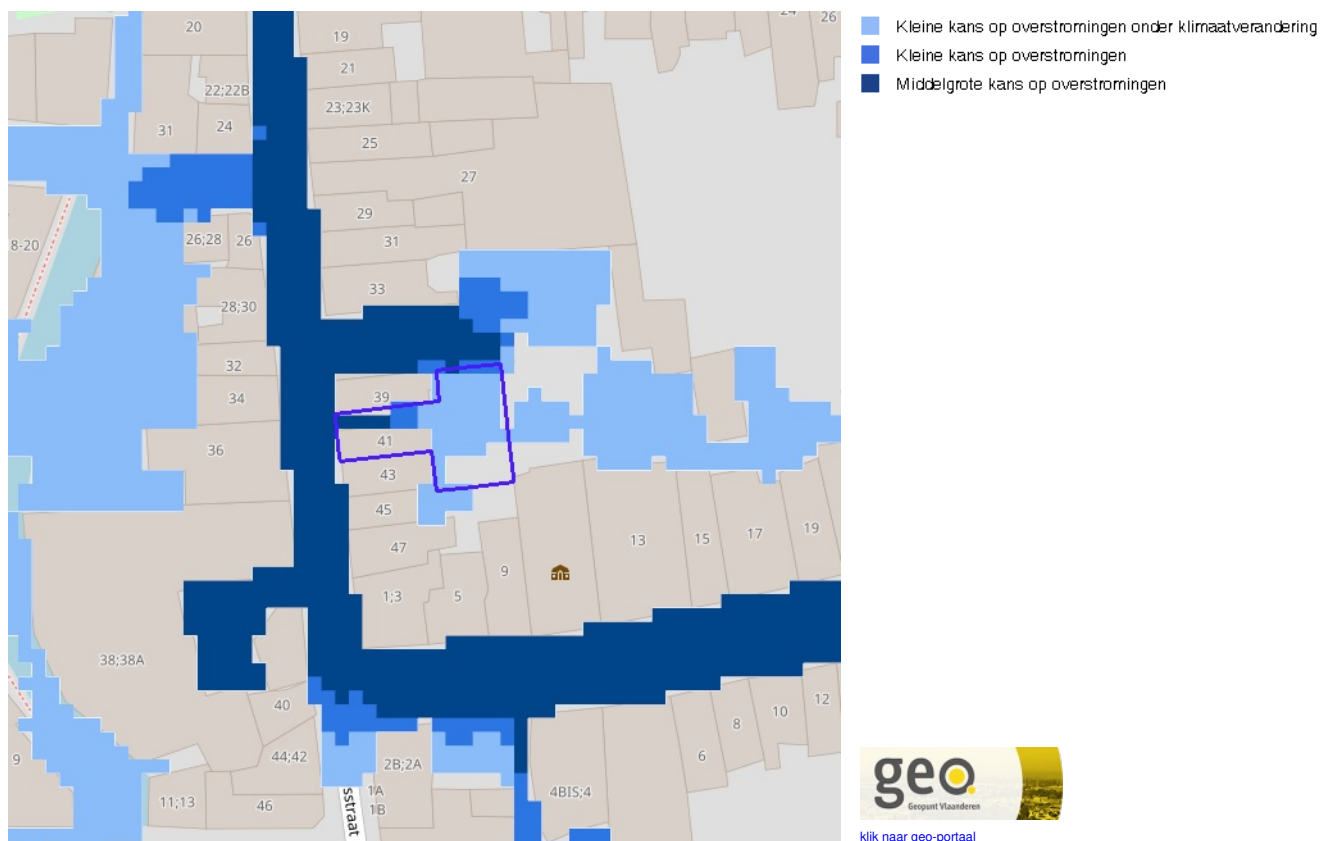 Kleine kans op overstromingen onder klimaatverandering
Kleine kans op overstromingen
Middelgrote kans op overstromingen
20
19
24
26
21
22;22B
23;23K
31
24
25
27
29
8-20
26;28
26
31
33
28;30
32
34
39
36
41
43
45
47
13
15
17
19
9
1;3
5
38;38A
40
12
10
8
6
9
44;42
2B;2A
11;13
46
1A
1B
sstraat
4BIS;4
geo
Geopunt Vlaanderen
klik naar geo-portaal